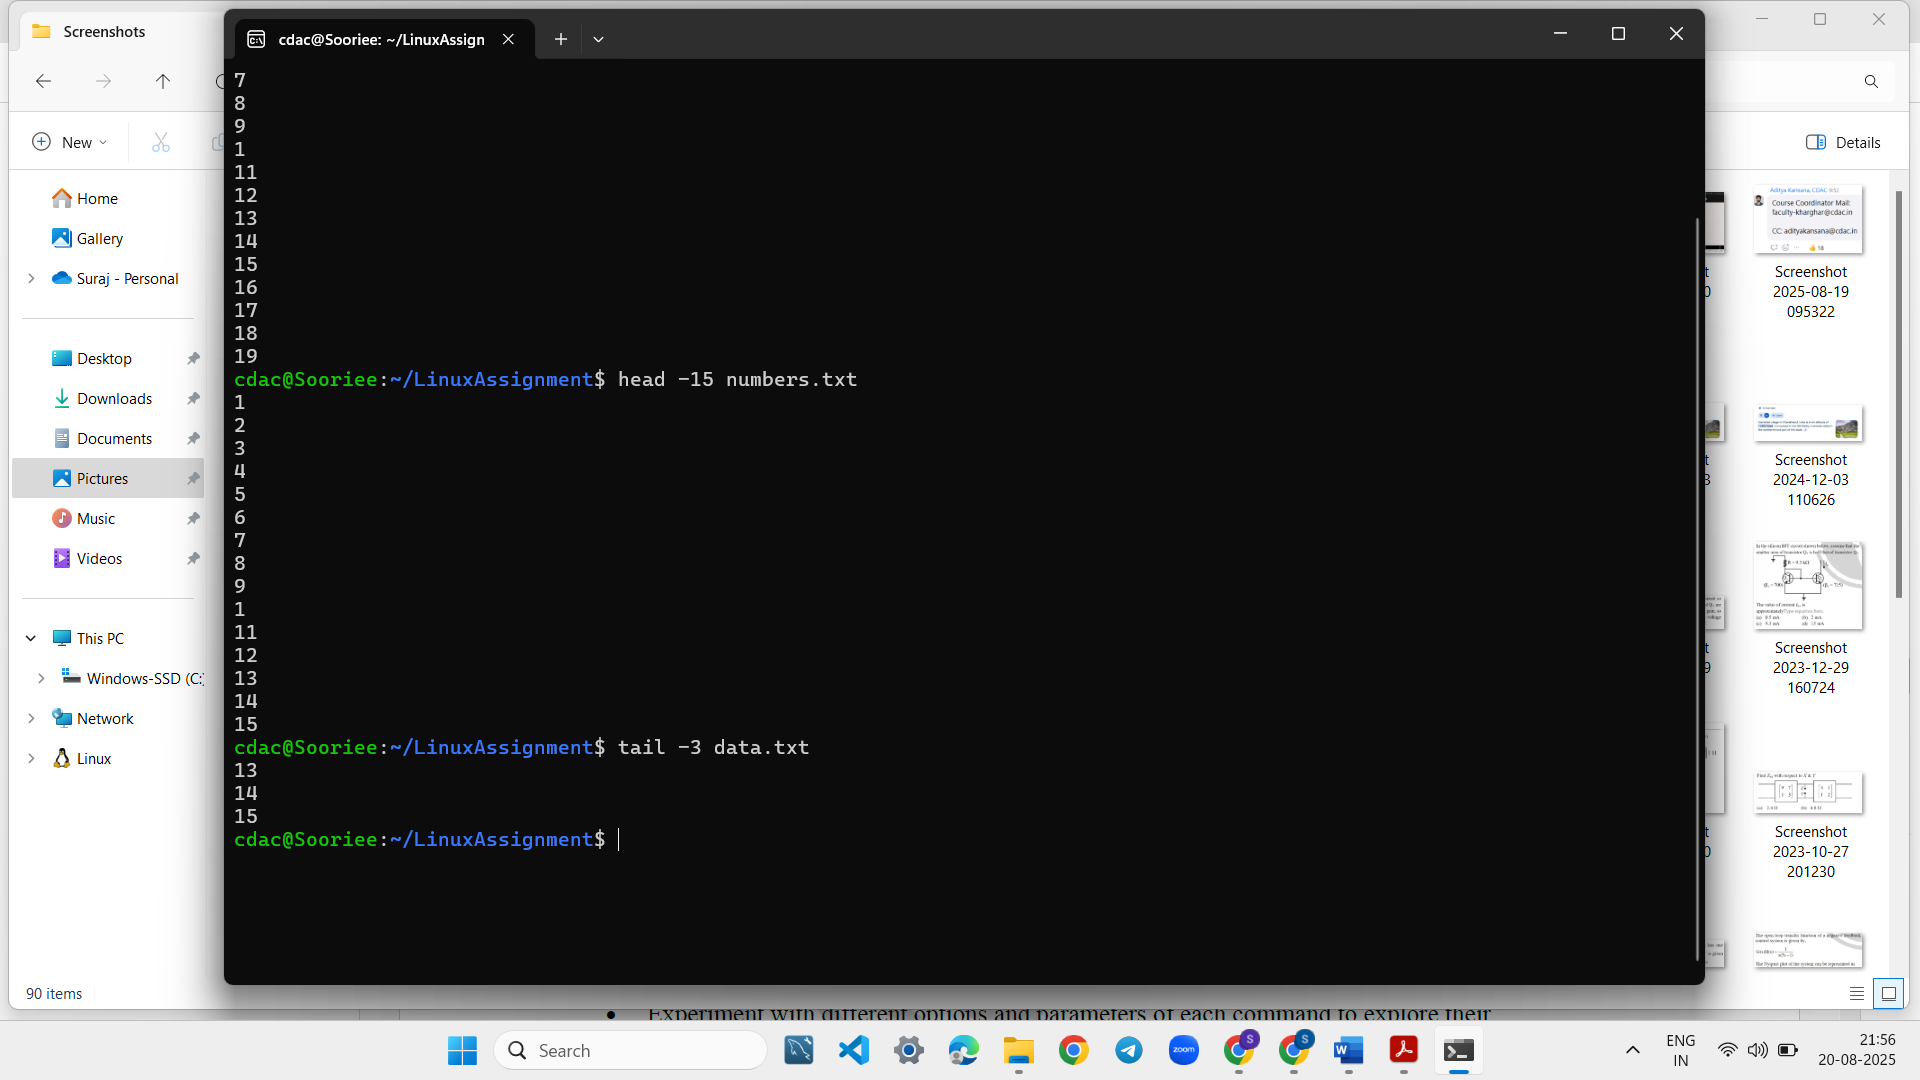 Screenshots
cdac@Sooriee: ~/LinuxAssign
New
Details
Home
Gallery
Suraj - Personal
Desktop
Downloads
Documents
Pictures
Music
Videos
This PC
Windows-SSD (C:)
Network
Linux
90 items
7
8
9
1
11
12
13
14
15
16
17
18
19
cdac@Sooriee:~/LinuxAssignment$ head -15 numbers.txt
1
2
3
4
5
6
7
8
9
1
11
12
13
14
15
cdac@Sooriee:~/LinuxAssignment$ tail -3 data.txt
13
14
15
cdac@Sooriee:~/LinuxAssignment$
Aditya Kansana, CDAC 9:52
Course Coordinator Mail:
faculty-kharghar@cdac.in
CC: adityakansana@cdac.in
Screenshot
2025-08-19
095322
Screenshot
2024-12-03
110626
Screenshot
2023-12-29
160724
Screenshot
2023-10-27
201230
Experiment with different options and parameters of each command to explore their
Search
zoom
S
S
ENG
IN
21:56
20-08-2025